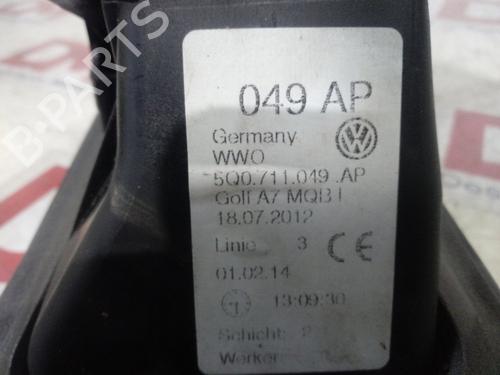 049 AP
Germany
WWO
5Q0.711.049 .AP
Golf A7 MQB I
18.07.2012
Linie 3 CE
01.02.14
13:09:30
Schicht: 2
Werker
B-PARTS